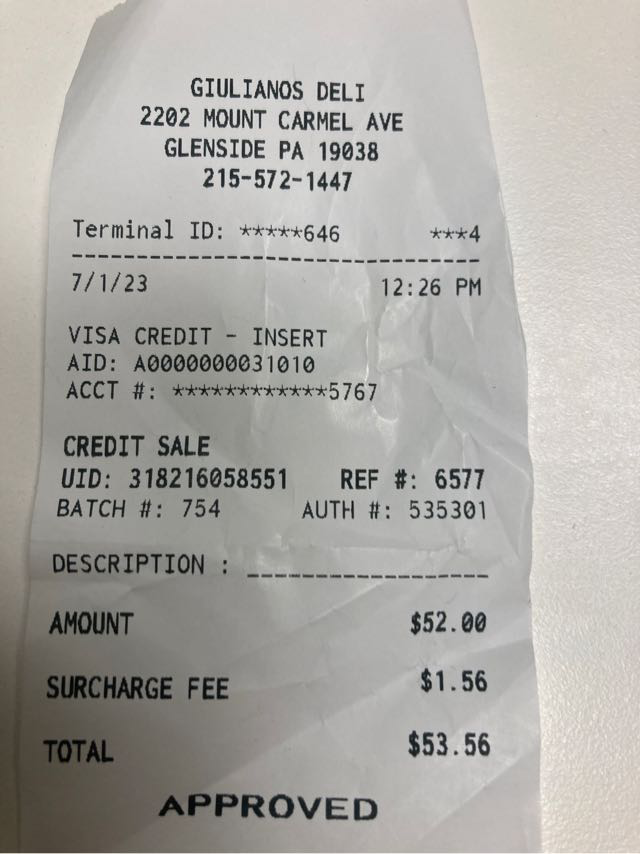 GIULIANOS DELI
2202 MOUNT CARMEL AVE
GLENSIDE PA 19038
215-572-1447
Terminal ID: *****646 ***4
7/1/23 12:26 PM
VISA CREDIT - INSERT
AID: A0000000031010
ACCT #: ************5767
CREDIT SALE
UID: 318216058551 REF #: 6577
BATCH #: 754 AUTH #: 535301
DESCRIPTION : ___________________
AMOUNT $52.00
SURCHARGE FEE $1.56
TOTAL $53.56
APPROVED